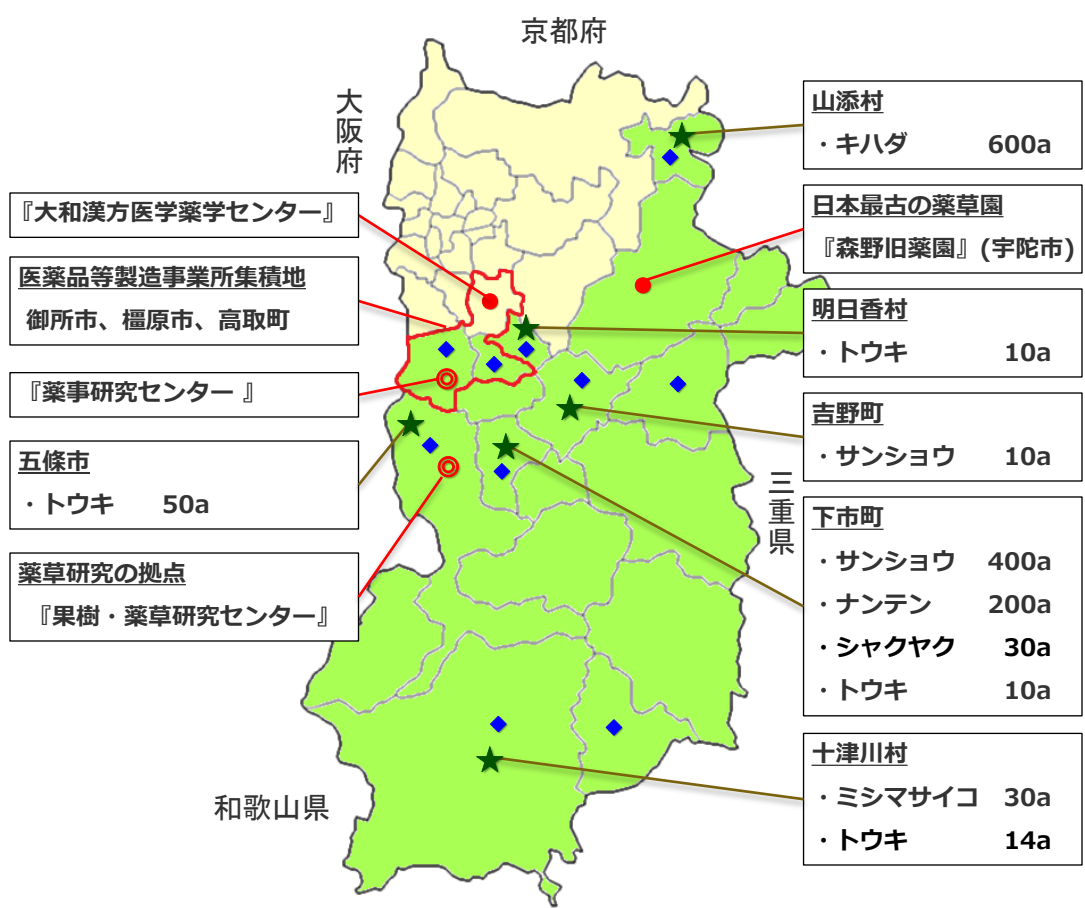 京都府
大阪府
『大和漢方医学薬学センター』
医薬品等製造事業所集積地
御所市、橿原市、高取町
『薬事研究センター 』
五條市
・トウキ 50a
薬草研究の拠点
『果樹・薬草研究センター』
和歌山県
山添村
・キハダ 600a
日本最古の薬草園
『森野旧薬園』(宇陀市)
明日香村
・トウキ 10a
吉野町
・サンショウ 10a
三重県
下市町
・サンショウ 400a
・ナンテン 200a
・シャクヤク 30a
・トウキ 10a
十津川村
・ミシマサイコ 30a
・トウキ 14a